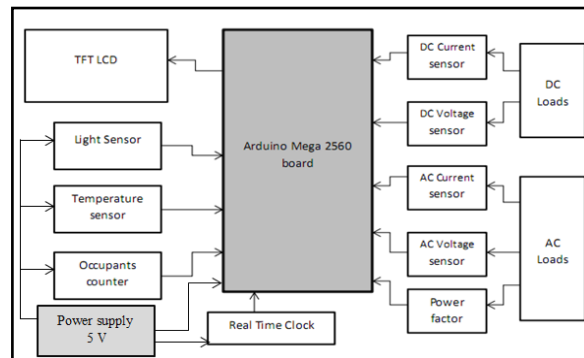 TFT LCD
Light Sensor
Temperature
sensor
Occupants
counter
Power supply
5 V
Arduino Mega 2560
board
Real Time Clock
DC Current
sensor
DC Voltage
sensor
AC Current
sensor
AC Voltage
sensor
Power
factor
DC
Loads
AC
Loads